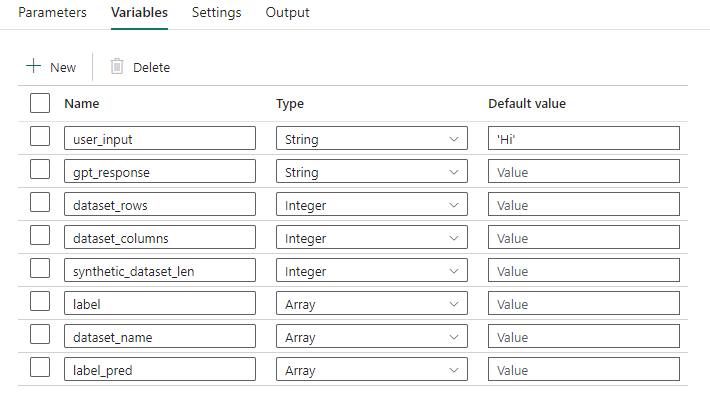 Parameters Variables Settings Output
New Delete
Name Type Default value
user_input String 'Hi'
gpt_response String Value
dataset_rows Integer Value
dataset_columns Integer Value
synthetic_dataset_len Integer Value
label Array Value
dataset_name Array Value
label_pred Array Value